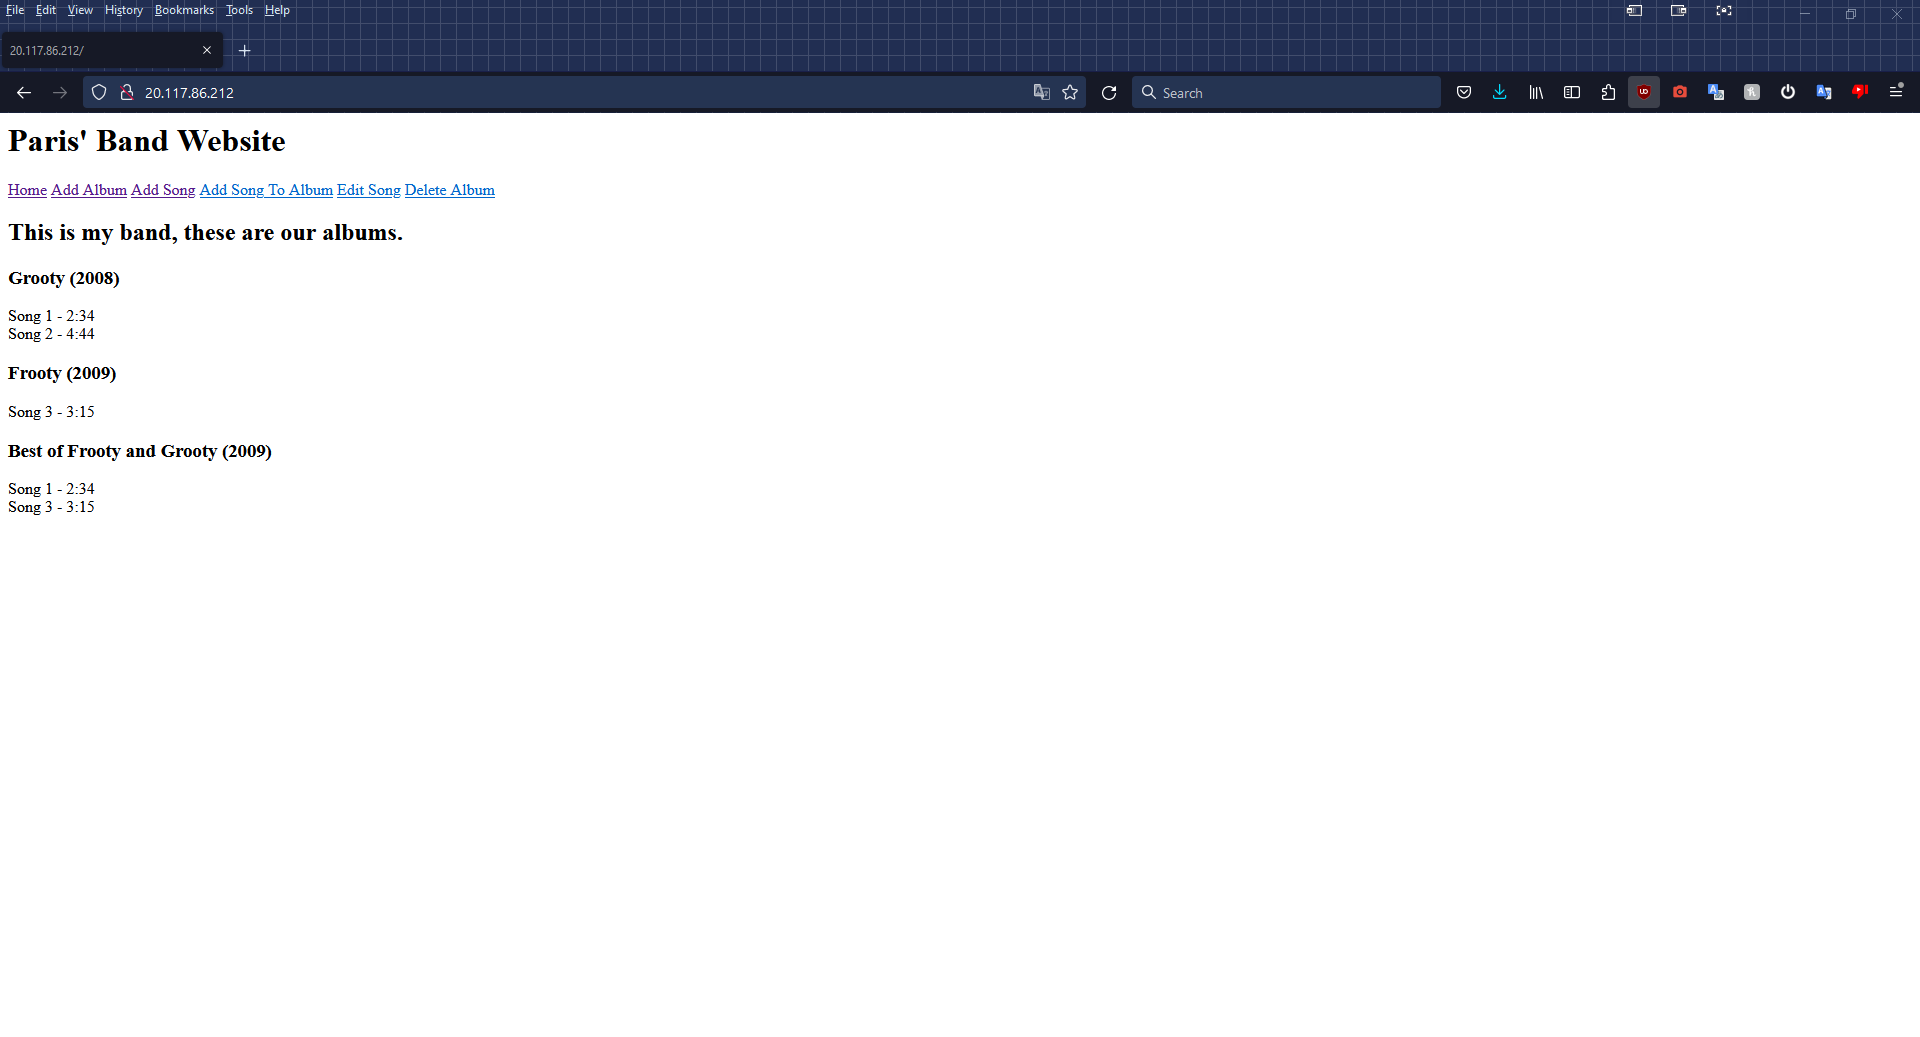 File Edit View History Bookmarks Tools Help
20.117.86.212/
20.117.86.212
Search
Paris' Band Website
Home Add Album Add Song Add Song To Album Edit Song Delete Album
This is my band, these are our albums.
Grooty (2008)
Song 1 - 2:34
Song 2 - 4:44
Frooty (2009)
Song 3 - 3:15
Best of Frooty and Grooty (2009)
Song 1 - 2:34
Song 3 - 3:15